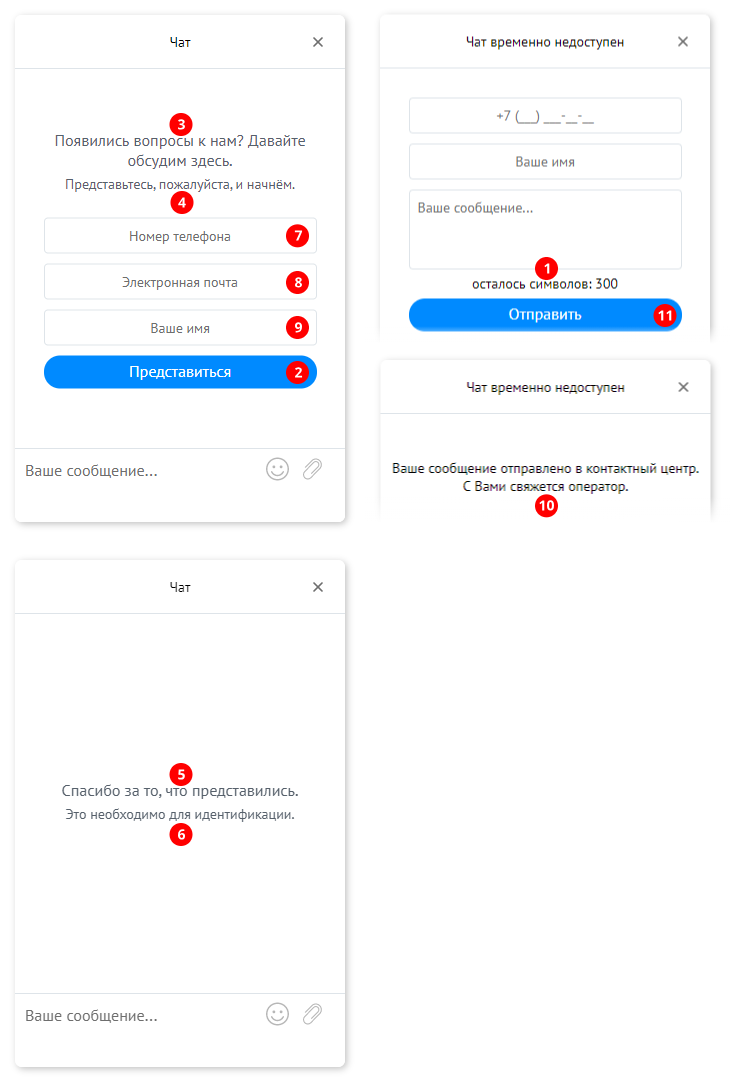 Чат
3
Появились вопросы к нам? Давайте
обсудим здесь.
Представьтесь, пожалуйста, и начнём.
4
Номер телефона 7
Электронная почта 8
Ваше имя 9
Представиться 2
Ваше сообщение...
Чат временно недоступен
+7 (___) ___-__-__
Ваше имя
Ваше сообщение...
1
осталось символов: 300
Отправить 11
Чат временно недоступен
Ваше сообщение отправлено в контактный центр.
С Вами свяжется оператор.
10
Чат
5
Спасибо за то, что представились.
Это необходимо для идентификации.
6
Ваше сообщение...